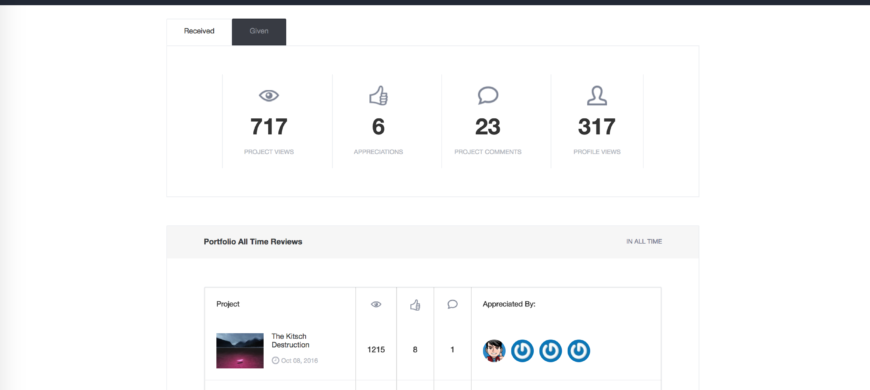 Received Given
717 6 23 317
PROJECT VIEWS APPRECIATIONS PROJECT COMMENTS PROFILE VIEWS
Portfolio All Time Reviews IN ALL TIME
Project Appreciated By:
The Kitsch
Destruction
1215 8 1
Oct 08, 2016